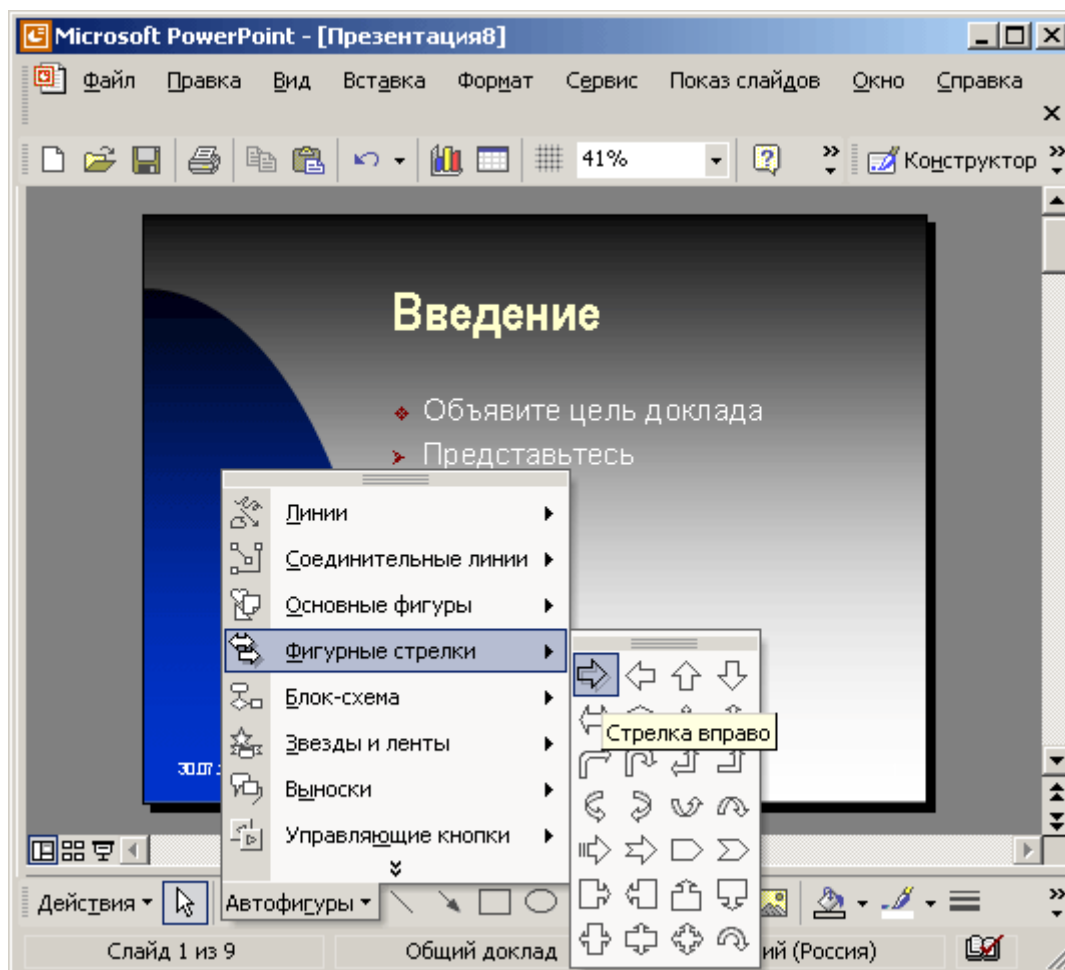 Microsoft PowerPoint - [Презентация8]
Файл Правка Вид Вставка Формат Сервис Показ слайдов Окно Справка
41% Конструктор
Введение
Объявите цель доклада
Представьтесь
Линии
Соединительные линии
Основные фигуры
Фигурные стрелки
Блок-схема
Звезды и ленты
Выноски
Управляющие кнопки
Стрелка вправо
30.07.
Действия Автофигуры
Слайд 1 из 9 Общий доклад ий (Россия)